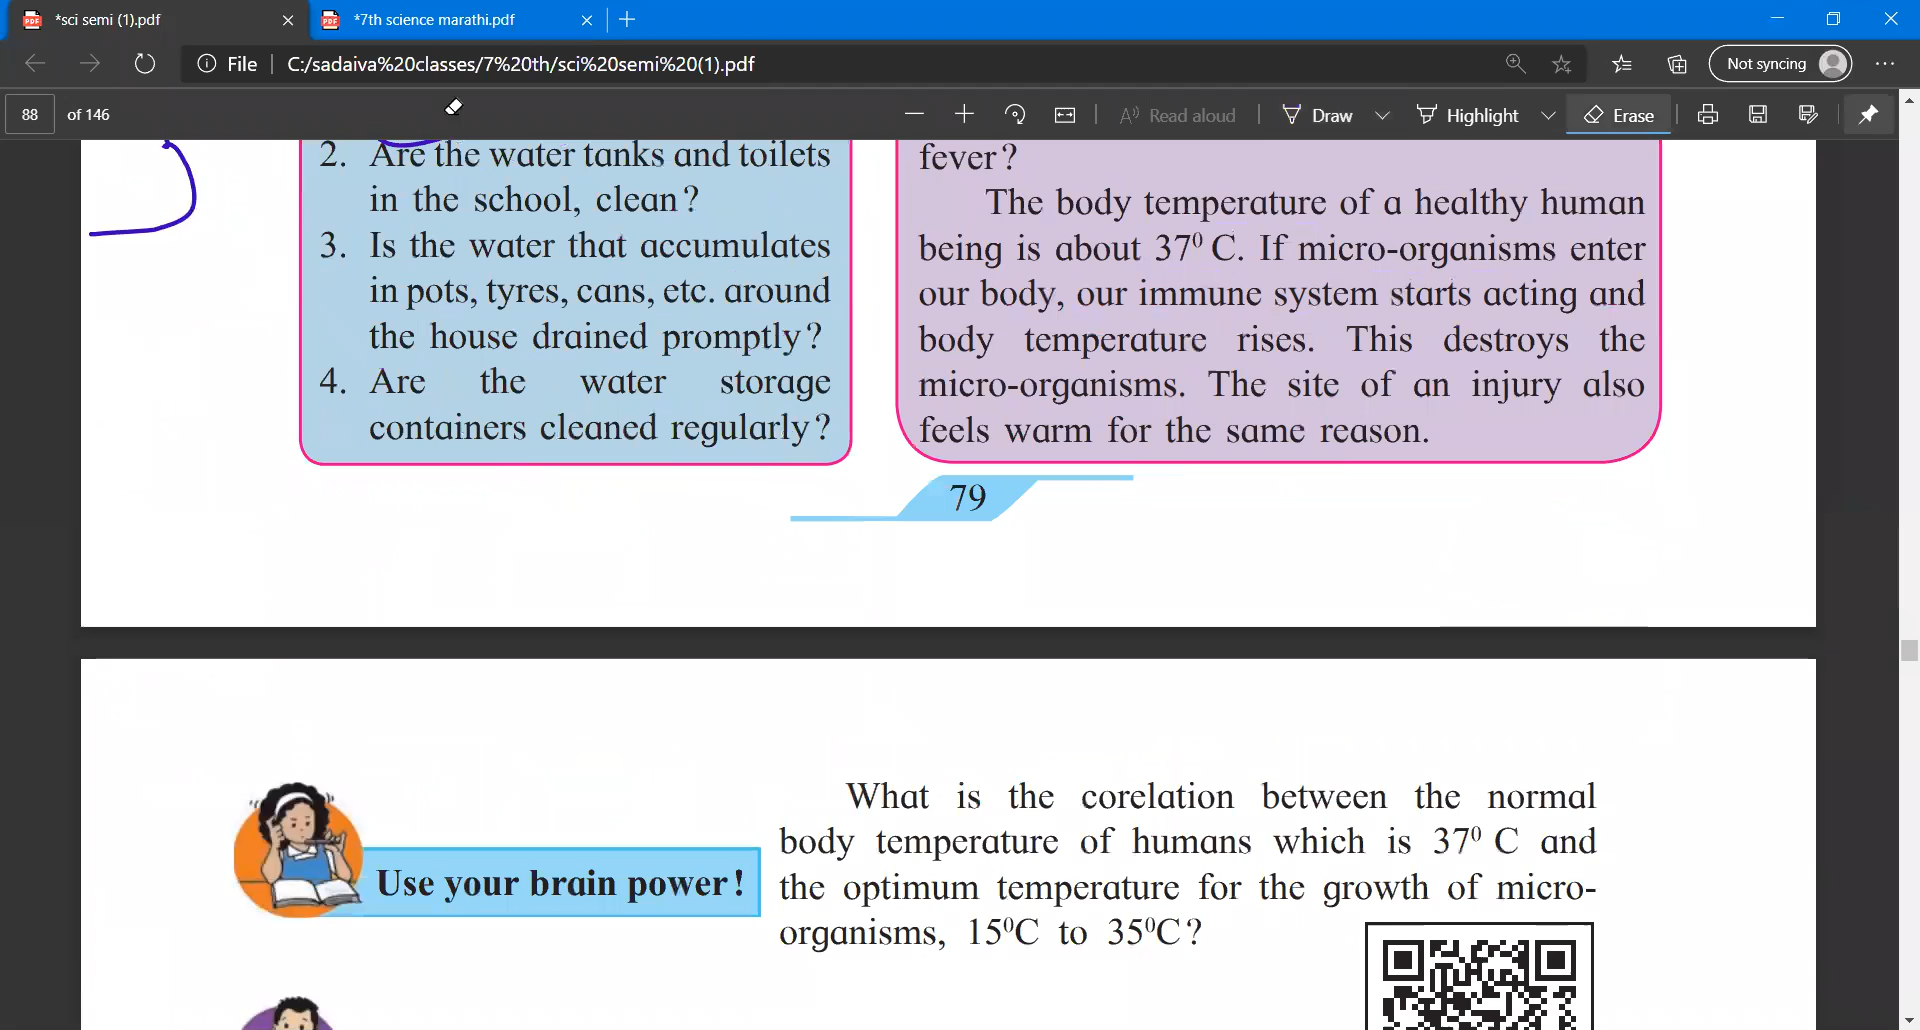 *sci semi (1).pdf
*7th science marathi.pdf
File
C:/sadaiva%20classes/7%20th/sci%20semi%20(1).pdf
Not syncing
88
of 146
Read aloud
Draw
Highlight
Erase
2. Are the water tanks and toilets
in the school, clean?
3. Is the water that accumulates
in pots, tyres, cans, etc. around
the house drained promptly?
4. Are the water storage
containers cleaned regularly?
fever?
The body temperature of a healthy human
being is about 37⁰ C. If micro-organisms enter
our body, our immune system starts acting and
body temperature rises. This destroys the
micro-organisms. The site of an injury also
feels warm for the same reason.
79
Use your brain power!
What is the corelation between the normal
body temperature of humans which is 37⁰ C and
the optimum temperature for the growth of micro-
organisms, 15⁰C to 35⁰C?